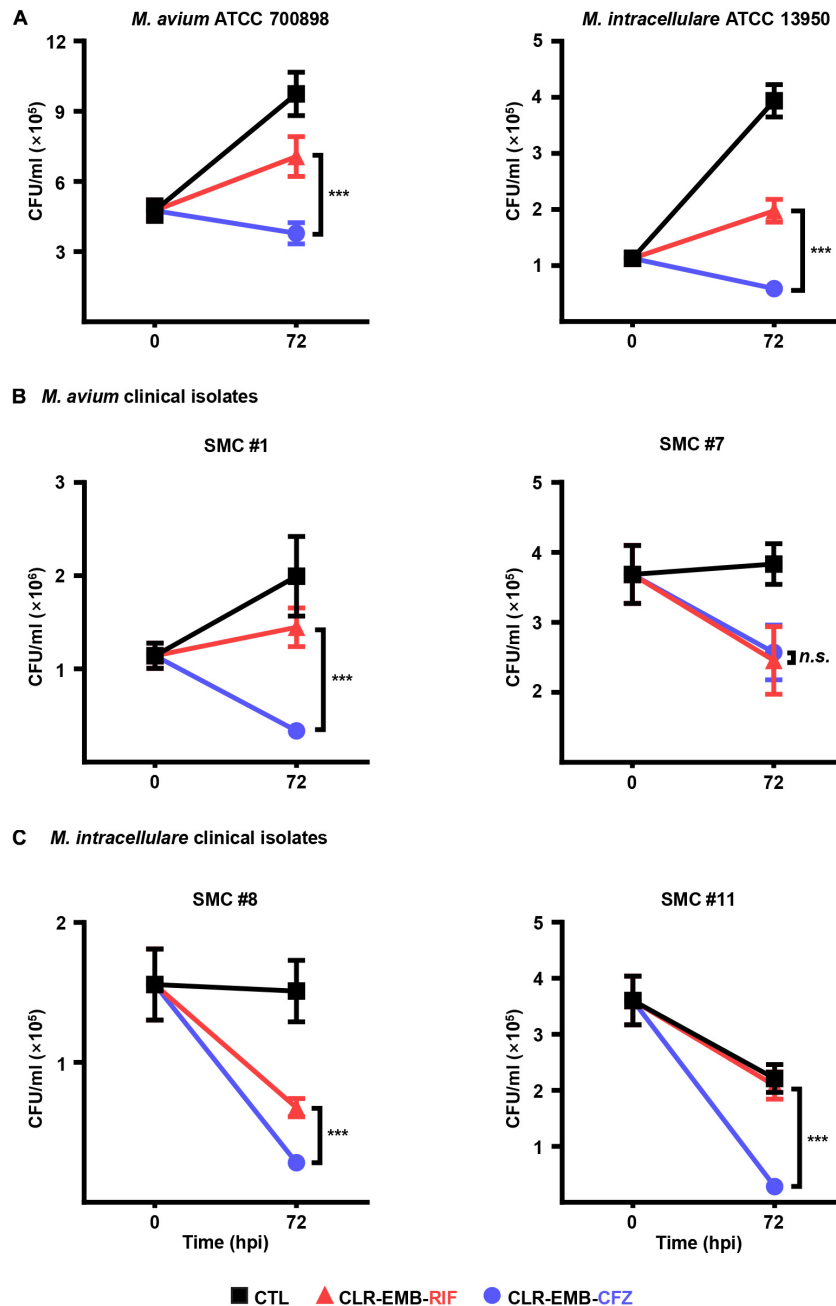 A
M. avium ATCC 700898
M. intracellulare ATCC 13950
12
9
6
3
CFU/ml (×10⁵)
***
0
72
5
4
3
2
1
CFU/ml (×10⁵)
***
0
72
B M. avium clinical isolates
SMC #1
SMC #7
3
2
1
CFU/ml (×10⁶)
***
0
72
5
4
3
2
CFU/ml (×10⁵)
n.s.
0
72
C M. intracellulare clinical isolates
SMC #8
SMC #11
2
1
CFU/ml (×10⁵)
***
0
72
Time (hpi)
5
4
3
2
1
CFU/ml (×10⁵)
***
0
72
Time (hpi)
CTL CLR-EMB-RIF CLR-EMB-CFZ